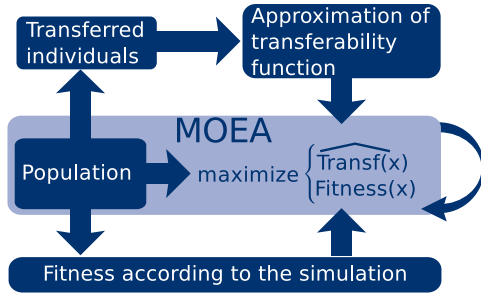 Transferred
individuals
Approximation of
transferability
function
MOEA
Population
maximize
Transf(x)
Fitness(x)
Fitness according to the simulation